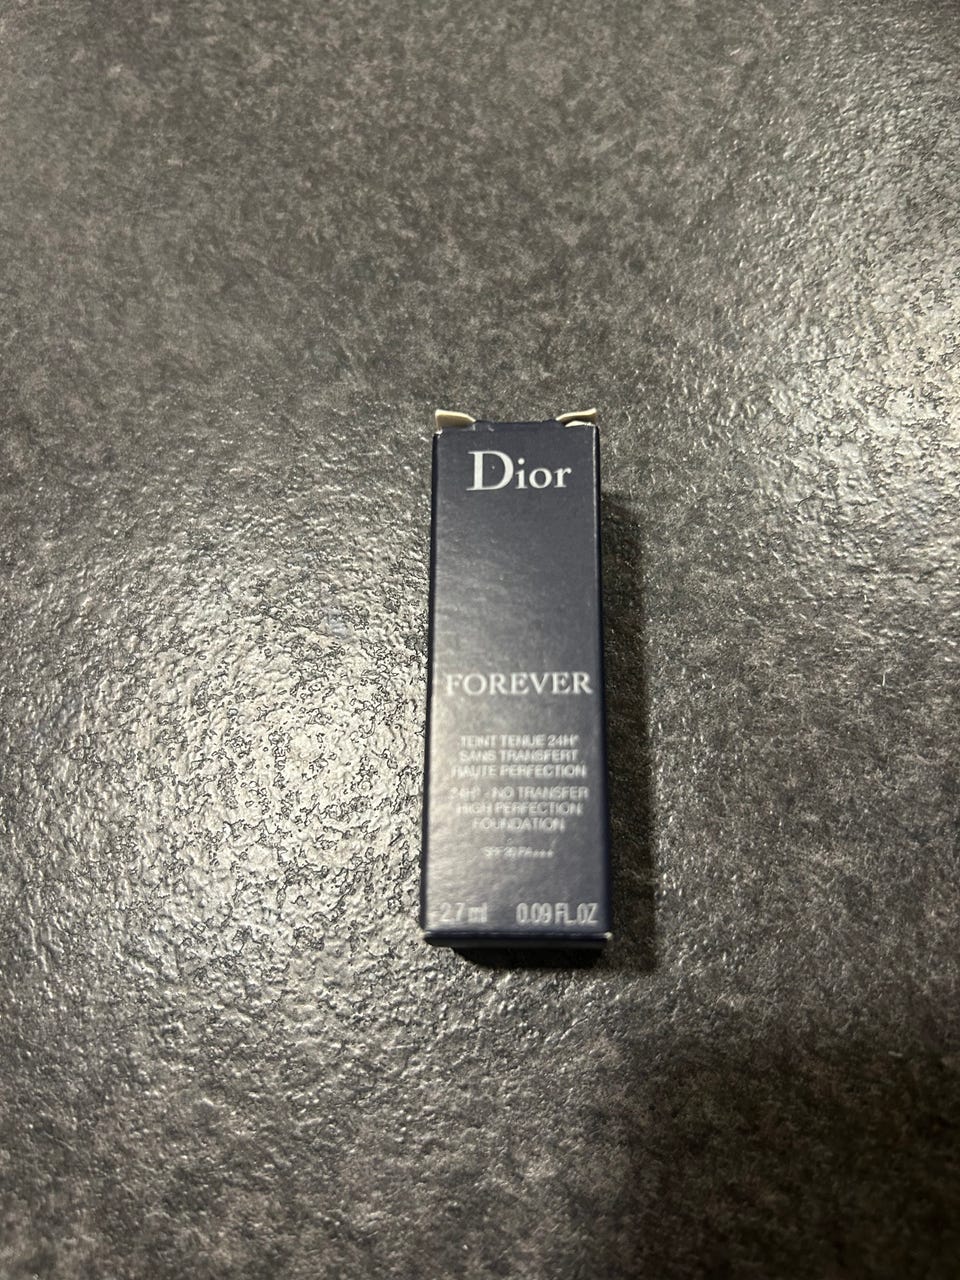 Dior
FOREVER
TEINT TENUE 24H*
SANS TRANSFERT
HAUTE PERFECTION
24H* - NO TRANSFER
HIGH PERFECTION
FOUNDATION
2.7 ml 0.09 FL.OZ